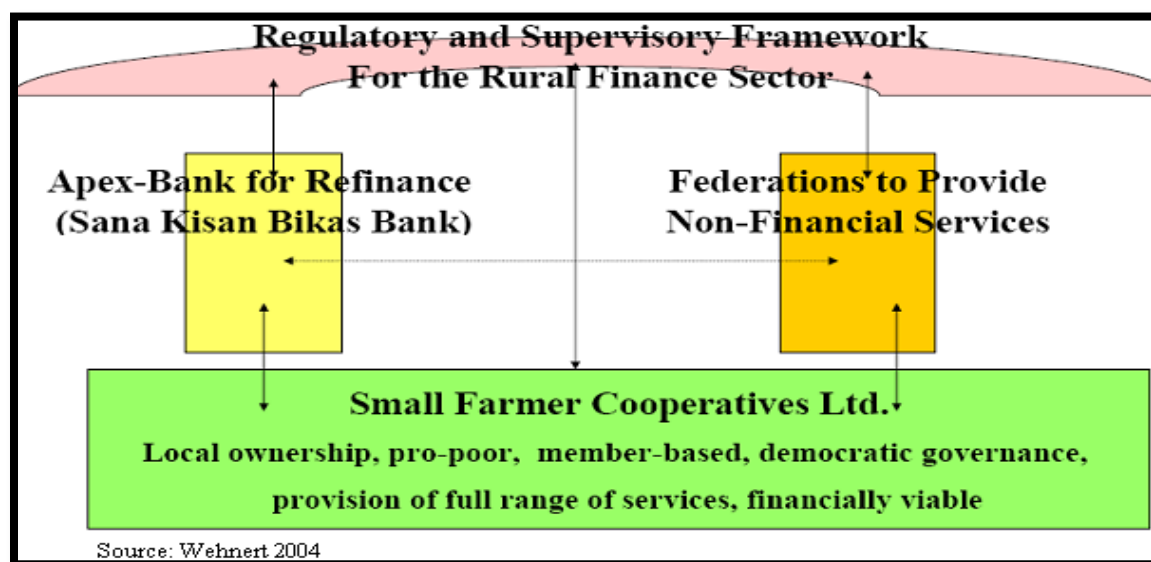 Regulatory and Supervisory Framework
For the Rural Finance Sector
Apex-Bank for Refinance
(Sana Kisan Bikas Bank)
Federations to Provide
Non-Financial Services
Small Farmer Cooperatives Ltd.
Local ownership, pro-poor, member-based, democratic governance,
provision of full range of services, financially viable
Source: Wehnert 2004